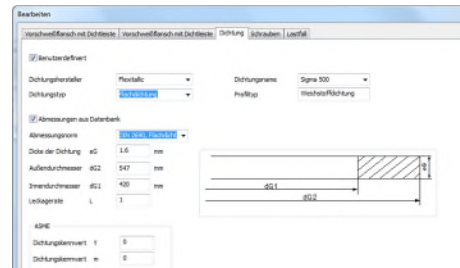 Bearbeiten
Vorschweißflansch mit Dichtleiste Vorschweißflansch mit Dichtleiste Dichtung Schrauben Lastfall
Benutzerdefiniert
Dichtungshersteller Flexitallic Dichtungsname Sigma 500
Dichtungstyp Flachdichtung Profiltyp Weichstoffdichtung
Abmessungen aus Datenbank
Abmessungsnorm DIN 2690, Flachdicht
Dicke der Dichtung eG 1.6 mm
Außendurchmesser dG2 547 mm
Innendurchmesser dG1 420 mm
Leckagerate L 1
eG
dG1
dG2
ASME
Dichtungskennwert Y 0
Dichtungskennwert m 0